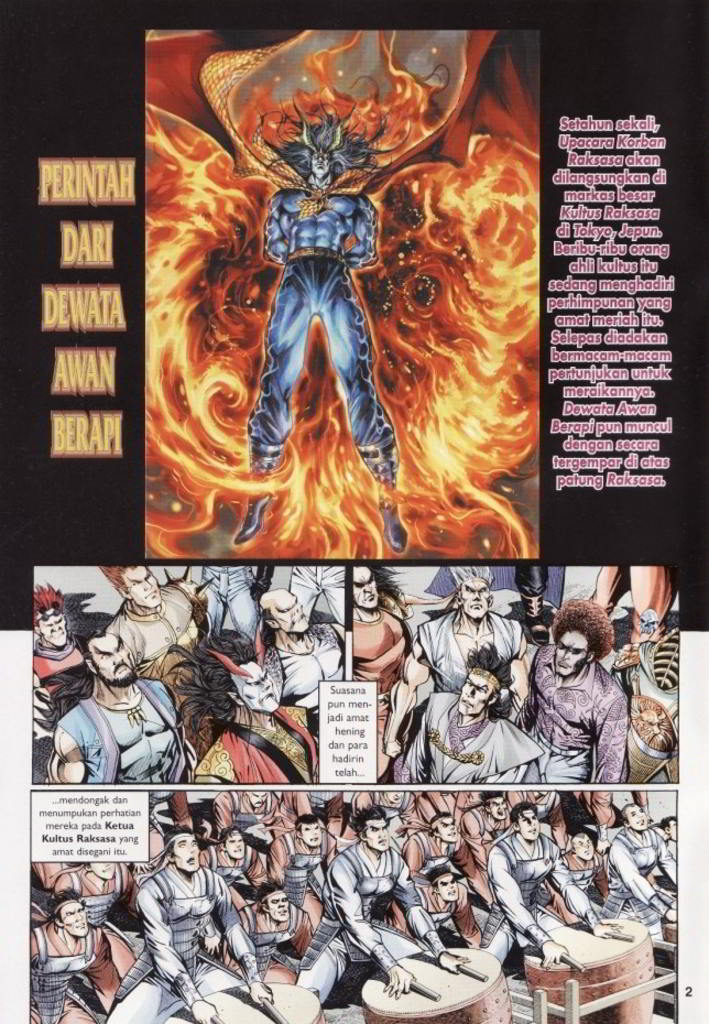 PERINTAH
DARI
DEWATA
AWAN
BERAPI
Setahun sekali,
Upacara Korban
Raksasa akan
dilangsungkan di
markas besar
Kultus Raksasa
di Tokyo, Jepun.
Beribu-ribu orang
ahli kultus itu
sedang menghadiri
perhimpunan yang
amat meriah itu.
Selepas diadakan
bermacam-macam
pertunjukan untuk
meraikannya.
Dewata Awan
Berapi pun muncul
dengan secara
tergempar di atas
patung Raksasa.
Suasana
pun men-
jadi amat
hening
dan para
hadirin
telah...
...mendongak dan
menumpukan perhatian
mereka pada Ketua
Kultus Raksasa yang
amat disegani itu.
2